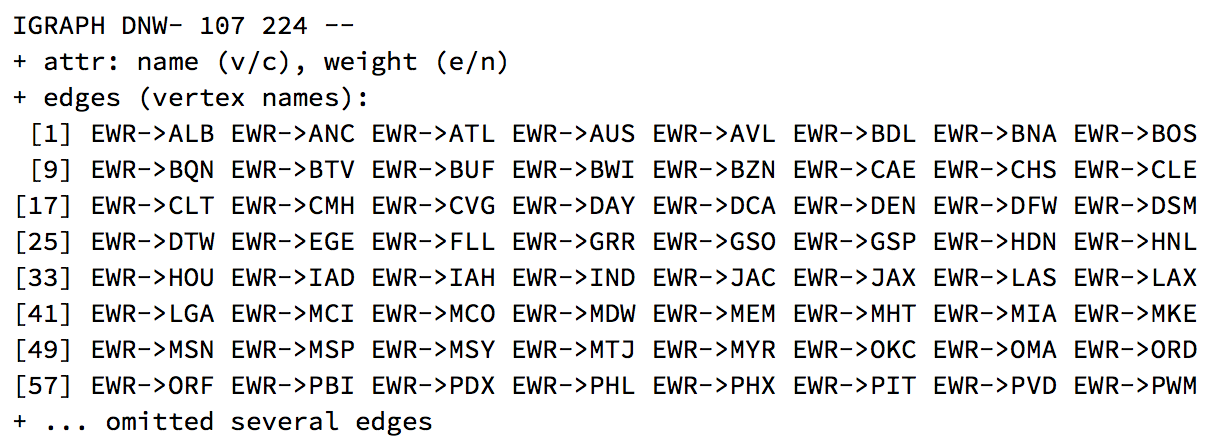 IGRAPH DNW- 107 224 --
+ attr: name (v/c), weight (e/n)
+ edges (vertex names):
 [1] EWR->ALB EWR->ANC EWR->ATL EWR->AUS EWR->AVL EWR->BDL EWR->BNA EWR->BOS
 [9] EWR->BQN EWR->BTV EWR->BUF EWR->BWI EWR->BZN EWR->CAE EWR->CHS EWR->CLE
[17] EWR->CLT EWR->CMH EWR->CVG EWR->DAY EWR->DCA EWR->DEN EWR->DFW EWR->DSM
[25] EWR->DTW EWR->EGE EWR->FLL EWR->GRR EWR->GSO EWR->GSP EWR->HDN EWR->HNL
[33] EWR->HOU EWR->IAD EWR->IAH EWR->IND EWR->JAC EWR->JAX EWR->LAS EWR->LAX
[41] EWR->LGA EWR->MCI EWR->MCO EWR->MDW EWR->MEM EWR->MHT EWR->MIA EWR->MKE
[49] EWR->MSN EWR->MSP EWR->MSY EWR->MTJ EWR->MYR EWR->OKC EWR->OMA EWR->ORD
[57] EWR->ORF EWR->PBI EWR->PDX EWR->PHL EWR->PHX EWR->PIT EWR->PVD EWR->PWM
+ ... omitted several edges